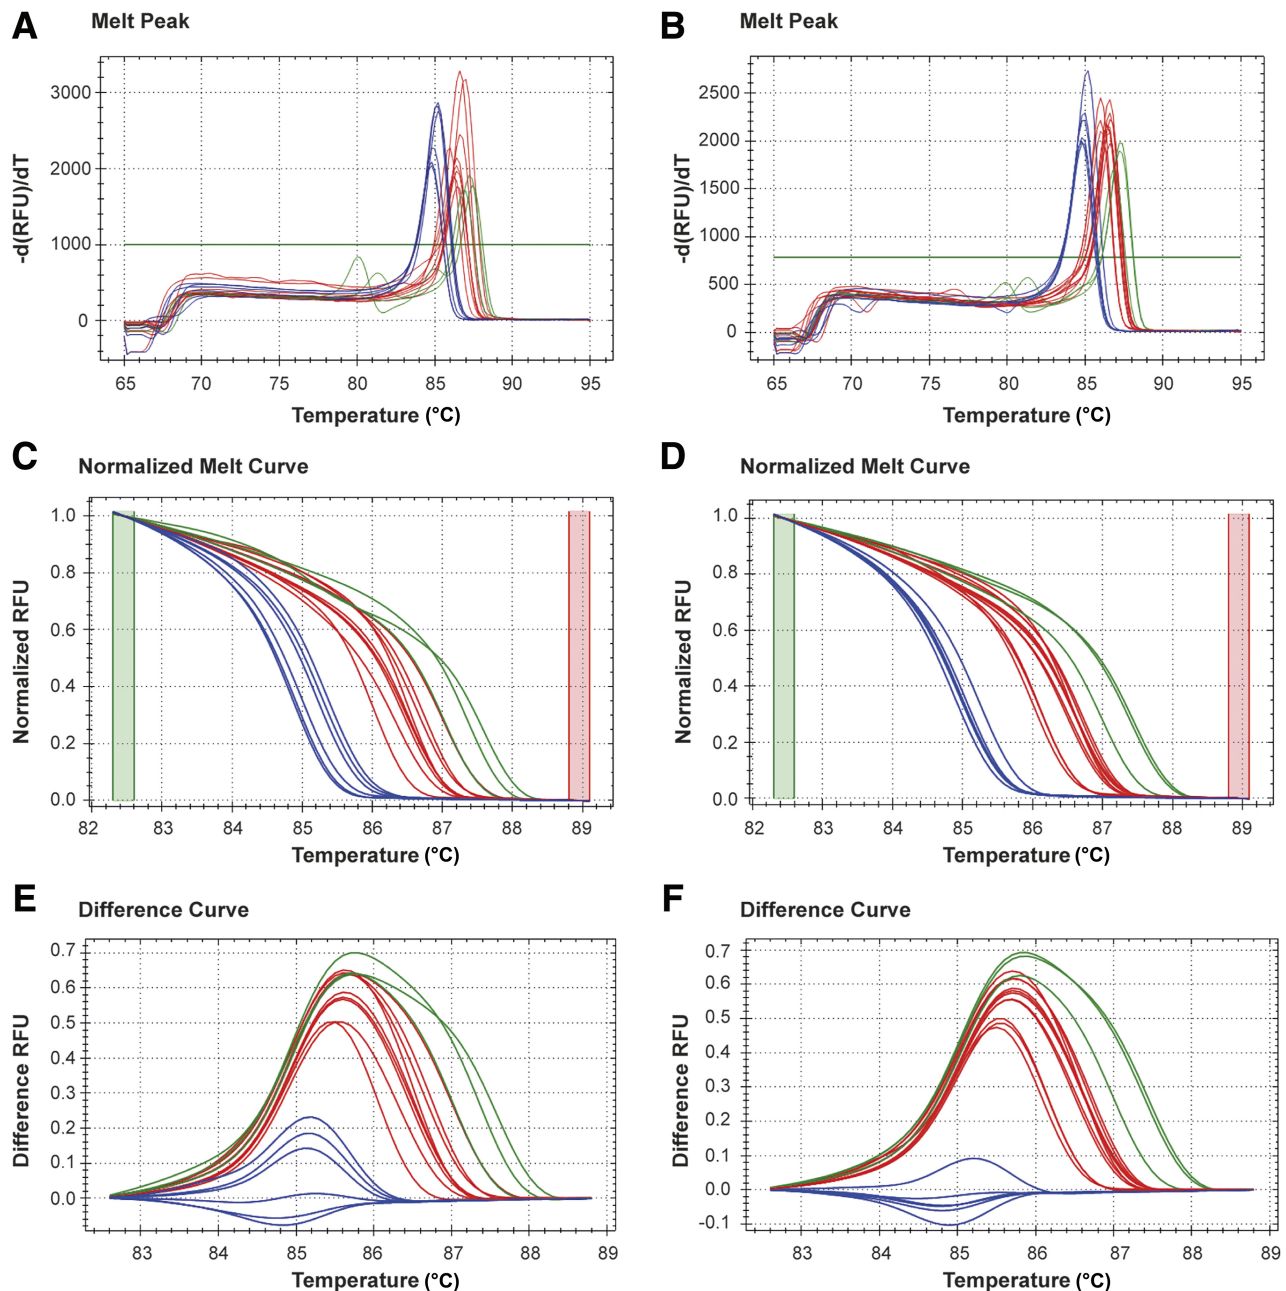 A
Melt Peak
-d(RFU)/dT
3000
2000
1000
0
65 70 75 80 85 90 95
Temperature (°C)
B
Melt Peak
-d(RFU)/dT
2500
2000
1500
1000
500
0
65 70 75 80 85 90 95
Temperature (°C)
C
Normalized Melt Curve
Normalized RFU
1.0
0.8
0.6
0.4
0.2
0.0
82 83 84 85 86 87 88 89
Temperature (°C)
D
Normalized Melt Curve
Normalized RFU
1.0
0.8
0.6
0.4
0.2
0.0
82 83 84 85 86 87 88 89
Temperature (°C)
E
Difference Curve
Difference RFU
0.7
0.6
0.5
0.4
0.3
0.2
0.1
0.0
83 84 85 86 87 88 89
Temperature (°C)
F
Difference Curve
Difference RFU
0.7
0.6
0.5
0.4
0.3
0.2
0.1
0.0
-0.1
83 84 85 86 87 88 89
Temperature (°C)